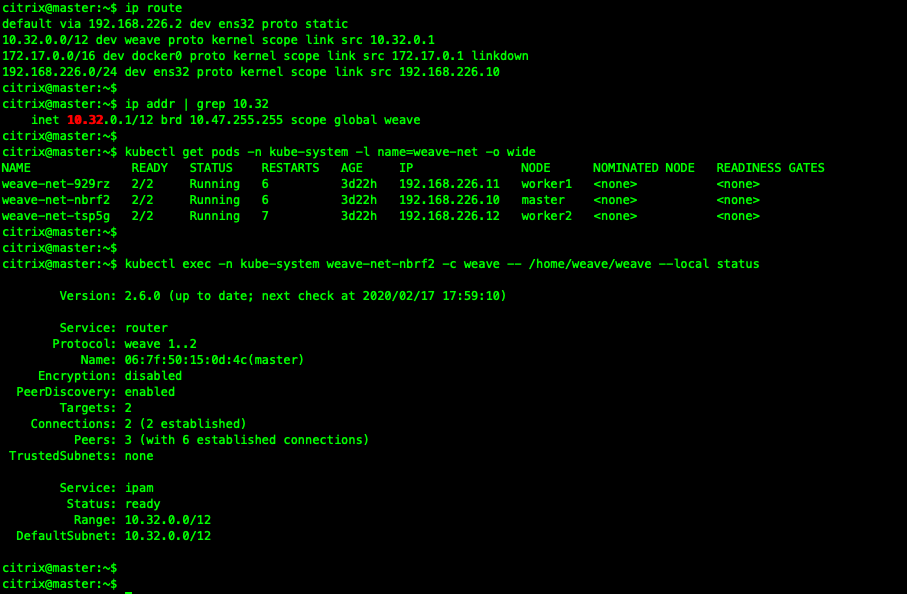 citrix@master:~$ ip route
default via 192.168.226.2 dev ens32 proto static
10.32.0.0/12 dev weave proto kernel scope link src 10.32.0.1
172.17.0.0/16 dev docker0 proto kernel scope link src 172.17.0.1 linkdown
192.168.226.0/24 dev ens32 proto kernel scope link src 192.168.226.10
citrix@master:~$
citrix@master:~$ ip addr | grep 10.32
    inet 10.32.0.1/12 brd 10.47.255.255 scope global weave
citrix@master:~$
citrix@master:~$ kubectl get pods -n kube-system -l name=weave-net -o wide
NAME              READY   STATUS    RESTARTS   AGE     IP               NODE      NOMINATED NODE   READINESS GATES
weave-net-929rz   2/2     Running   6          3d22h   192.168.226.11   worker1   <none>           <none>
weave-net-nbrf2   2/2     Running   6          3d22h   192.168.226.10   master    <none>           <none>
weave-net-tsp5g   2/2     Running   7          3d22h   192.168.226.12   worker2   <none>           <none>
citrix@master:~$
citrix@master:~$
citrix@master:~$ kubectl exec -n kube-system weave-net-nbrf2 -c weave -- /home/weave/weave --local status
        Version: 2.6.0 (up to date; next check at 2020/02/17 17:59:10)
        Service: router
       Protocol: weave 1..2
           Name: 06:7f:50:15:0d:4c(master)
     Encryption: disabled
  PeerDiscovery: enabled
        Targets: 2
    Connections: 2 (2 established)
          Peers: 3 (with 6 established connections)
 TrustedSubnets: none
        Service: ipam
         Status: ready
          Range: 10.32.0.0/12
  DefaultSubnet: 10.32.0.0/12
citrix@master:~$
citrix@master:~$